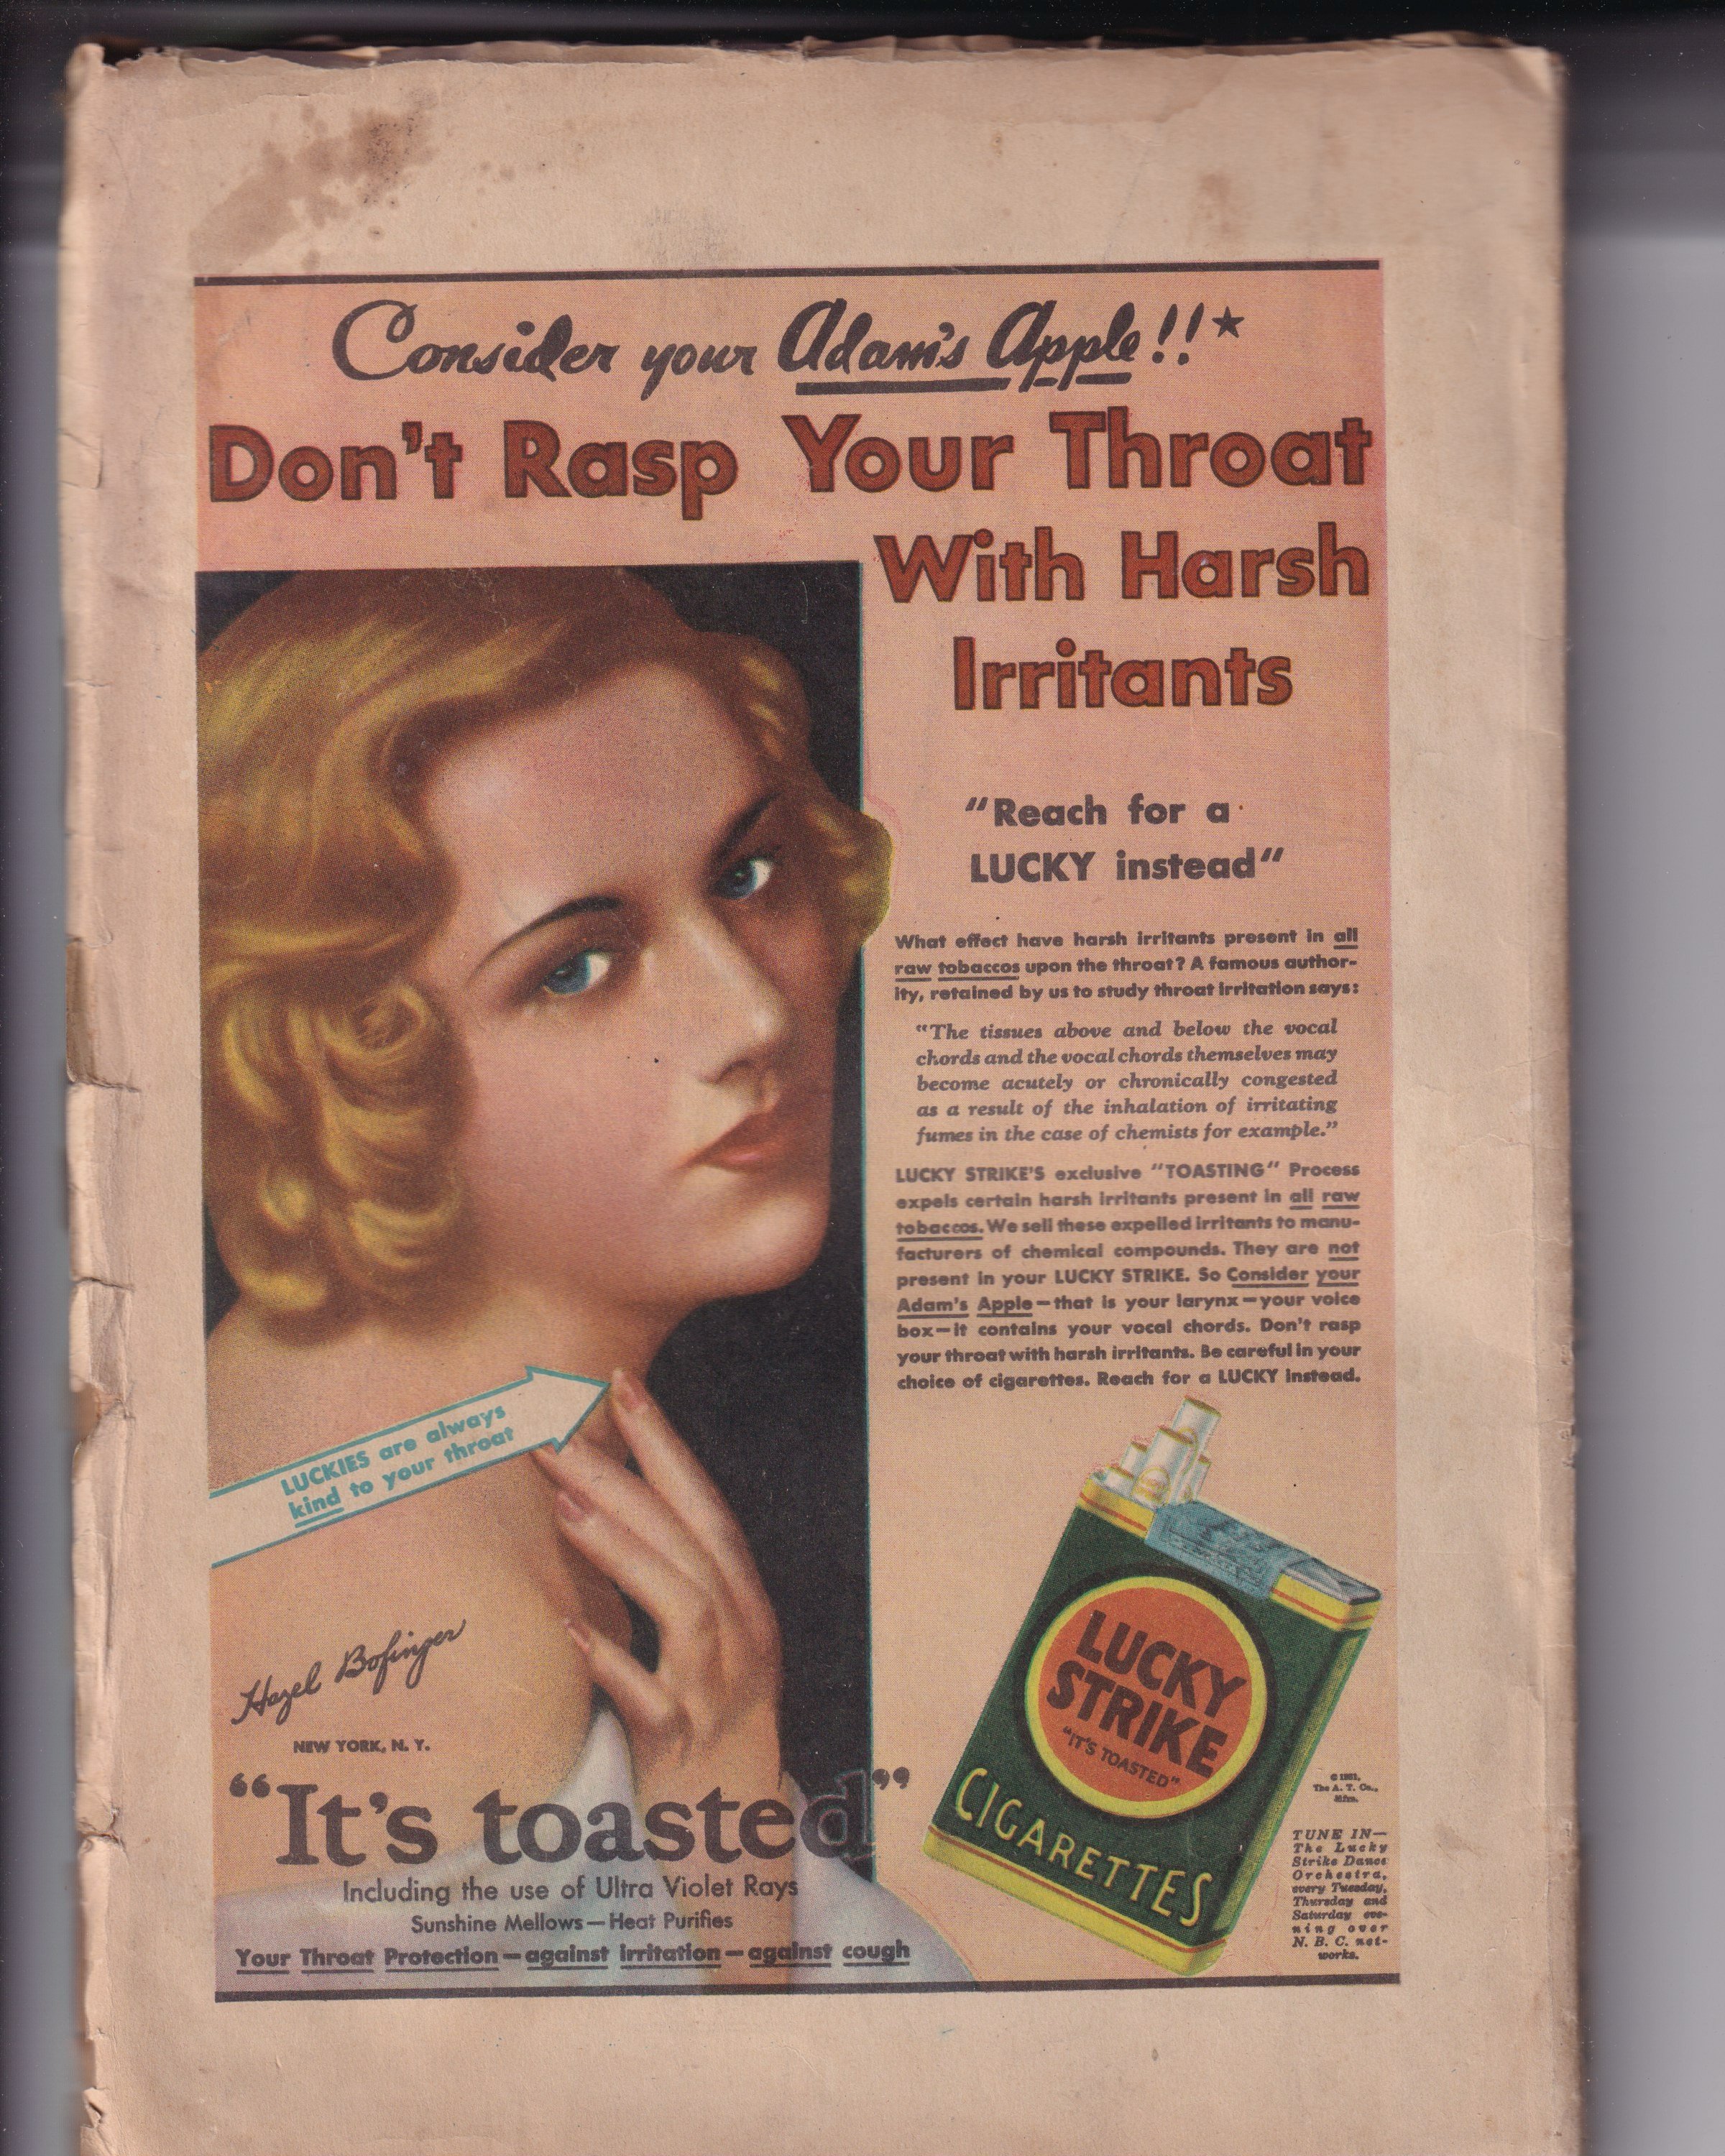 Consider your Adam's Apple!!★
Don't Rasp Your Throat
With Harsh
Irritants
"Reach for a
LUCKY instead"
What effect have harsh irritants present in all
raw tobaccos upon the throat? A famous author-
ity, retained by us to study throat irritation says:
"The tissues above and below the vocal
chords and the vocal chords themselves may
become acutely or chronically congested
as a result of the inhalation of irritating
fumes in the case of chemists for example."
LUCKY STRIKE'S exclusive "TOASTING" Process
expels certain harsh irritants present in all raw
tobaccos. We sell these expelled irritants to manu-
facturers of chemical compounds. They are not
present in your LUCKY STRIKE. So Consider your
Adam's Apple—that is your larynx—your voice
box—it contains your vocal chords. Don't rasp
your throat with harsh irritants. Be careful in your
choice of cigarettes. Reach for a LUCKY instead.
LUCKIES are always
kind to your throat
Hazel Bofinger
NEW YORK, N. Y.
"It's toasted"
Including the use of Ultra Violet Rays
Sunshine Mellows—Heat Purifies
Your Throat Protection—against irritation—against cough
LUCKY
STRIKE
"IT'S TOASTED"
CIGARETTES
© 1931,
The A. T. Co.,
Mfrs.
TUNE IN—
The Lucky
Strike Dance
Orchestra,
every Tuesday,
Thursday and
Saturday eve-
ning over
N. B. C. net-
works.